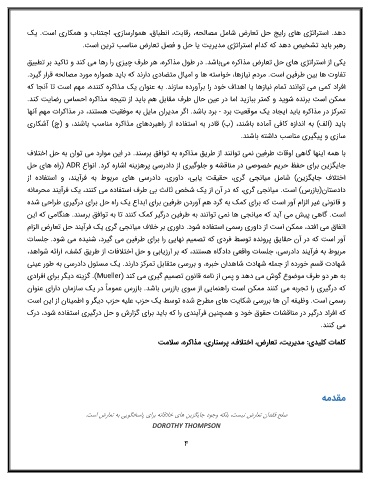 دهد. استراتژی های رایج حل تعارض شامل مصالحه، رقابت، انطباق، هموارسازی، اجتناب و همکاری است. یک
رهبر باید تشخیص دهد که کدام استراتژی مدیریت یا حل و فصل تعارض مناسب ترین است.
یکی از استراتژی های حل تعارض مذاکره می‌باشد. در طول مذاکره، هر طرف چیزی را رها می کند و تاکید بر تطبیق
تفاوت ها بین طرفین است. مردم نیازها، خواسته ها و امیال متضادی دارند که باید همواره مورد مصالحه قرار گیرد.
افراد کمی می توانند تمام نیازها یا اهداف خود را برآورده سازند. به عنوان یک مذاکره کننده، مهم است تا آنجا که
ممکن است برنده شوید و کمتر ببازید اما در عین حال طرف مقابل هم باید از نتیجه مذاکره احساس رضایت کند.
تمرکز در مذاکره باید ایجاد یک موقعیت برد - برد باشد. اگر مدیران مایل به موفقیت هستند، در مذاکرات مهم آنها
باید (الف) به اندازه کافی آماده باشند، (ب) قادر به استفاده از راهبردهای مذاکره مناسب باشند، و (ج) آشکاری
سازی و پیگیری مناسب داشته باشند.
با همه اینها گاهی اوقات طرفین نمی توانند از طریق مذاکره به توافق برسند. در این موارد می توان به حل اختلاف
جایگزین برای حفظ حریم خصوصی در مناقشه و جلوگیری از دادرسی پرهزینه اشاره کرد. انواع ADR (راه های حل
اختلاف جایگزین) شامل میانجی گری، حقیقت یابی، داوری، دادرسی های مربوط به فرآیند، و استفاده از
دادستان(بازرس) است. میانجی گری، که در آن از یک شخص ثالث بی طرف استفاده می کنند، یک فرآیند محرمانه
و قانونی غیر الزام آور است که برای کمک به گرد هم آوردن طرفین برای ابداع یک راه حل برای درگیری طراحی شده
است. گاهی پیش می آید که میانجی ها نمی توانند به طرفین درگیر کمک کنند تا به توافق برسند. هنگامی که این
اتفاق می افتد، ممکن است از داوری رسمی استفاده شود. داوری بر خلاف میانجی گری یک فرآیند حل تعارض الزام
آور است که در آن حقایق پرونده توسط فردی که تصمیم نهایی را برای طرفین می گیرد، شنیده می شود. جلسات
مربوط به فرآیند دادرسی، جلسات واقعی دادگاه هستند، که بر ارزیابی و حل اختلافات از طریق کشف، ارائه شواهد،
شهادت قسم خورده از جمله شهادت شاهدان خبره، و بررسی متقابل تمرکز دارند. یک مسئول دادرسی به طور عینی
به هر دو طرف موضوع گوش می دهد و پس از نامه قانون تصمیم گیری می کند (Mueller). گزینه دیگر برای افرادی
که درگیری را تجربه می کنند ممکن است راهنمایی از سوی بازرس باشد. بازرس عموماً در یک سازمان دارای عنوان
رسمی است. وظیفه آن ها بررسی شکایت های مطرح شده توسط یک حزب علیه حزب دیگر و اطمینان از این است
که افراد درگیر در مناقشات حقوق خود و همچنین فرآیندی را که باید برای گزارش و حل درگیری استفاده شود، درک
می کنند.
کلمات کلیدی: مدیریت، تعارض، اختلاف، پرستاری، مذاکره، سلامت
مقدمه
صلح فقدان تعارض نیست، بلکه وجود جایگزین های خلاقانه برای پاسخگویی به تعارض است.
DOROTHY THOMPSON
۳